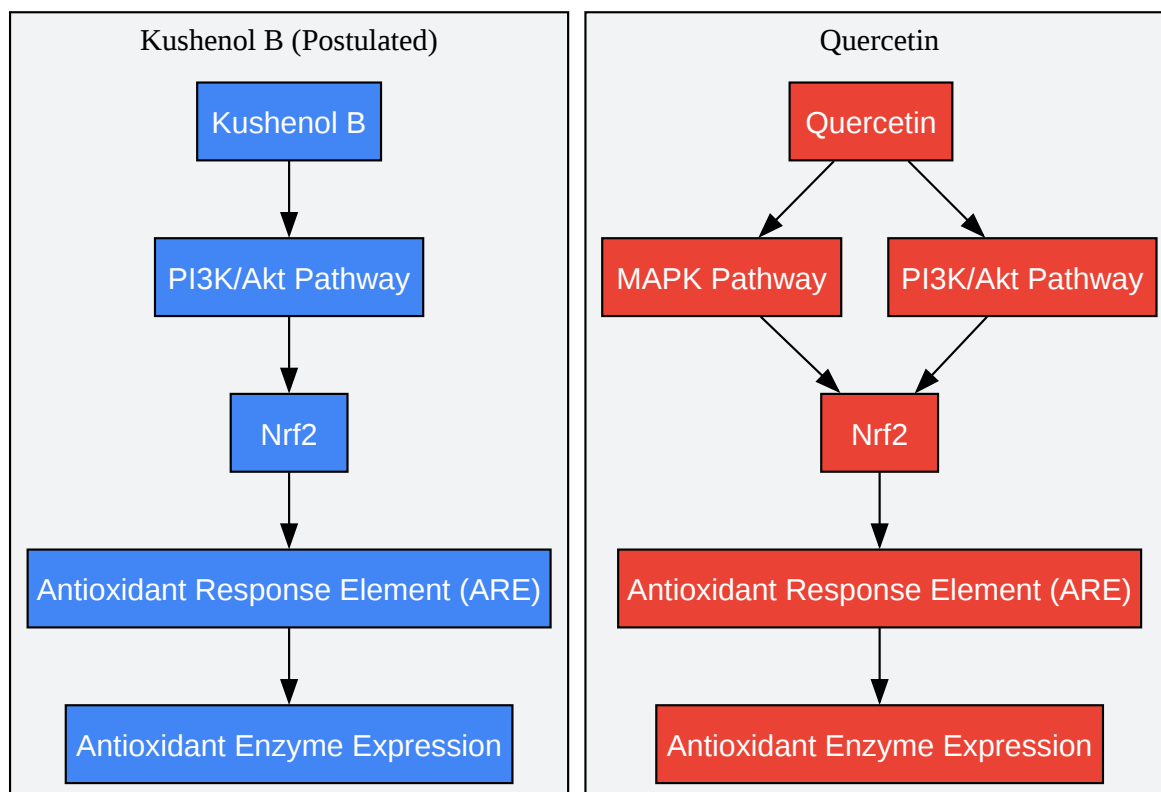 Kushenol B (Postulated)
Kushenol B
PI3K/Akt Pathway
Nrf2
Antioxidant Response Element (ARE)
Antioxidant Enzyme Expression
Quercetin
Quercetin
MAPK Pathway
PI3K/Akt Pathway
Nrf2
Antioxidant Response Element (ARE)
Antioxidant Enzyme Expression